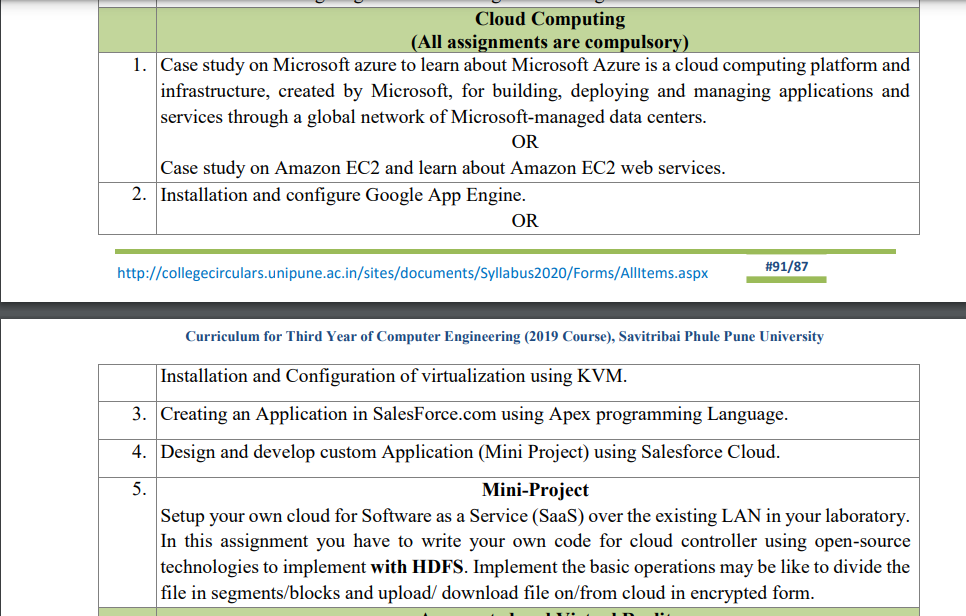 Cloud Computing
(All assignments are compulsory)
1. Case study on Microsoft azure to learn about Microsoft Azure is a cloud computing platform and
infrastructure, created by Microsoft, for building, deploying and managing applications and
services through a global network of Microsoft-managed data centers.
OR
Case study on Amazon EC2 and learn about Amazon EC2 web services.
2. Installation and configure Google App Engine.
OR
http://collegecirculars.unipune.ac.in/sites/documents/Syllabus2020/Forms/AllItems.aspx #91/87
Curriculum for Third Year of Computer Engineering (2019 Course), Savitribai Phule Pune University
Installation and Configuration of virtualization using KVM.
3. Creating an Application in SalesForce.com using Apex programming Language.
4. Design and develop custom Application (Mini Project) using Salesforce Cloud.
5. Mini-Project
Setup your own cloud for Software as a Service (SaaS) over the existing LAN in your laboratory.
In this assignment you have to write your own code for cloud controller using open-source
technologies to implement with HDFS. Implement the basic operations may be like to divide the
file in segments/blocks and upload/ download file on/from cloud in encrypted form.